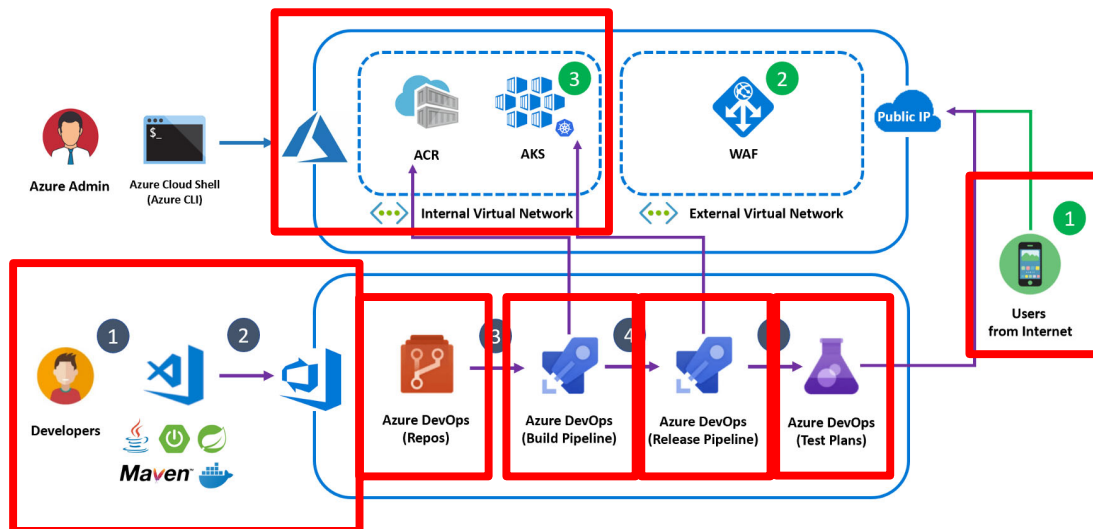 3
2
$_
Public IP
ACR
AKS
WAF
Azure Admin
Azure Cloud Shell
(Azure CLI)
Internal Virtual Network
External Virtual Network
1
Users
from Internet
1
2
3
4
Developers
Maven™
Azure DevOps
(Repos)
Azure DevOps
(Build Pipeline)
Azure DevOps
(Release Pipeline)
Azure DevOps
(Test Plans)